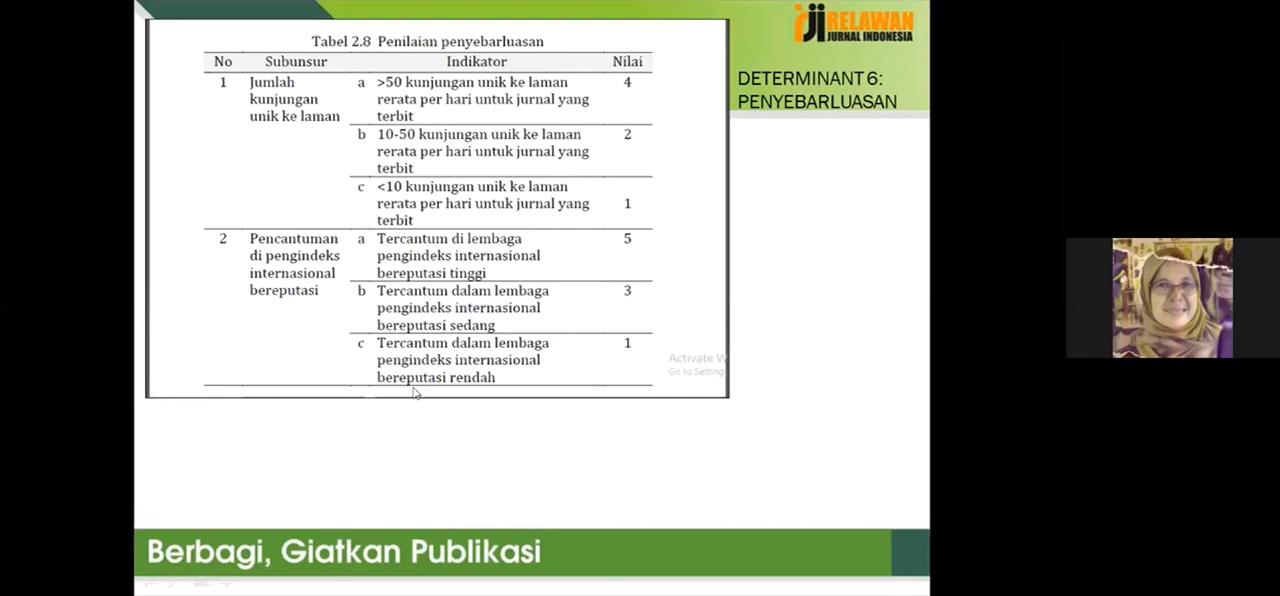 RELAWAN
JURNAL INDONESIA
DETERMINANT 6:
PENYEBARLUASAN
Tabel 2.8 Penilaian penyebarluasan
No Subunsur Indikator Nilai
1 Jumlah a >50 kunjungan unik ke laman 4
kunjungan rerata per hari untuk jurnal yang
unik ke laman terbit
b 10-50 kunjungan unik ke laman 2
rerata per hari untuk jurnal yang
terbit
c <10 kunjungan unik ke laman
rerata per hari untuk jurnal yang 1
terbit
2 Pencantuman a Tercantum di lembaga 5
di pengindeks pengindeks internasional
internasional bereputasi tinggi
bereputasi b Tercantum dalam lembaga 3
pengindeks internasional
bereputasi sedang
c Tercantum dalam lembaga 1
pengindeks internasional
bereputasi rendah
Activate W
Go to Setting
Berbagi, Giatkan Publikasi